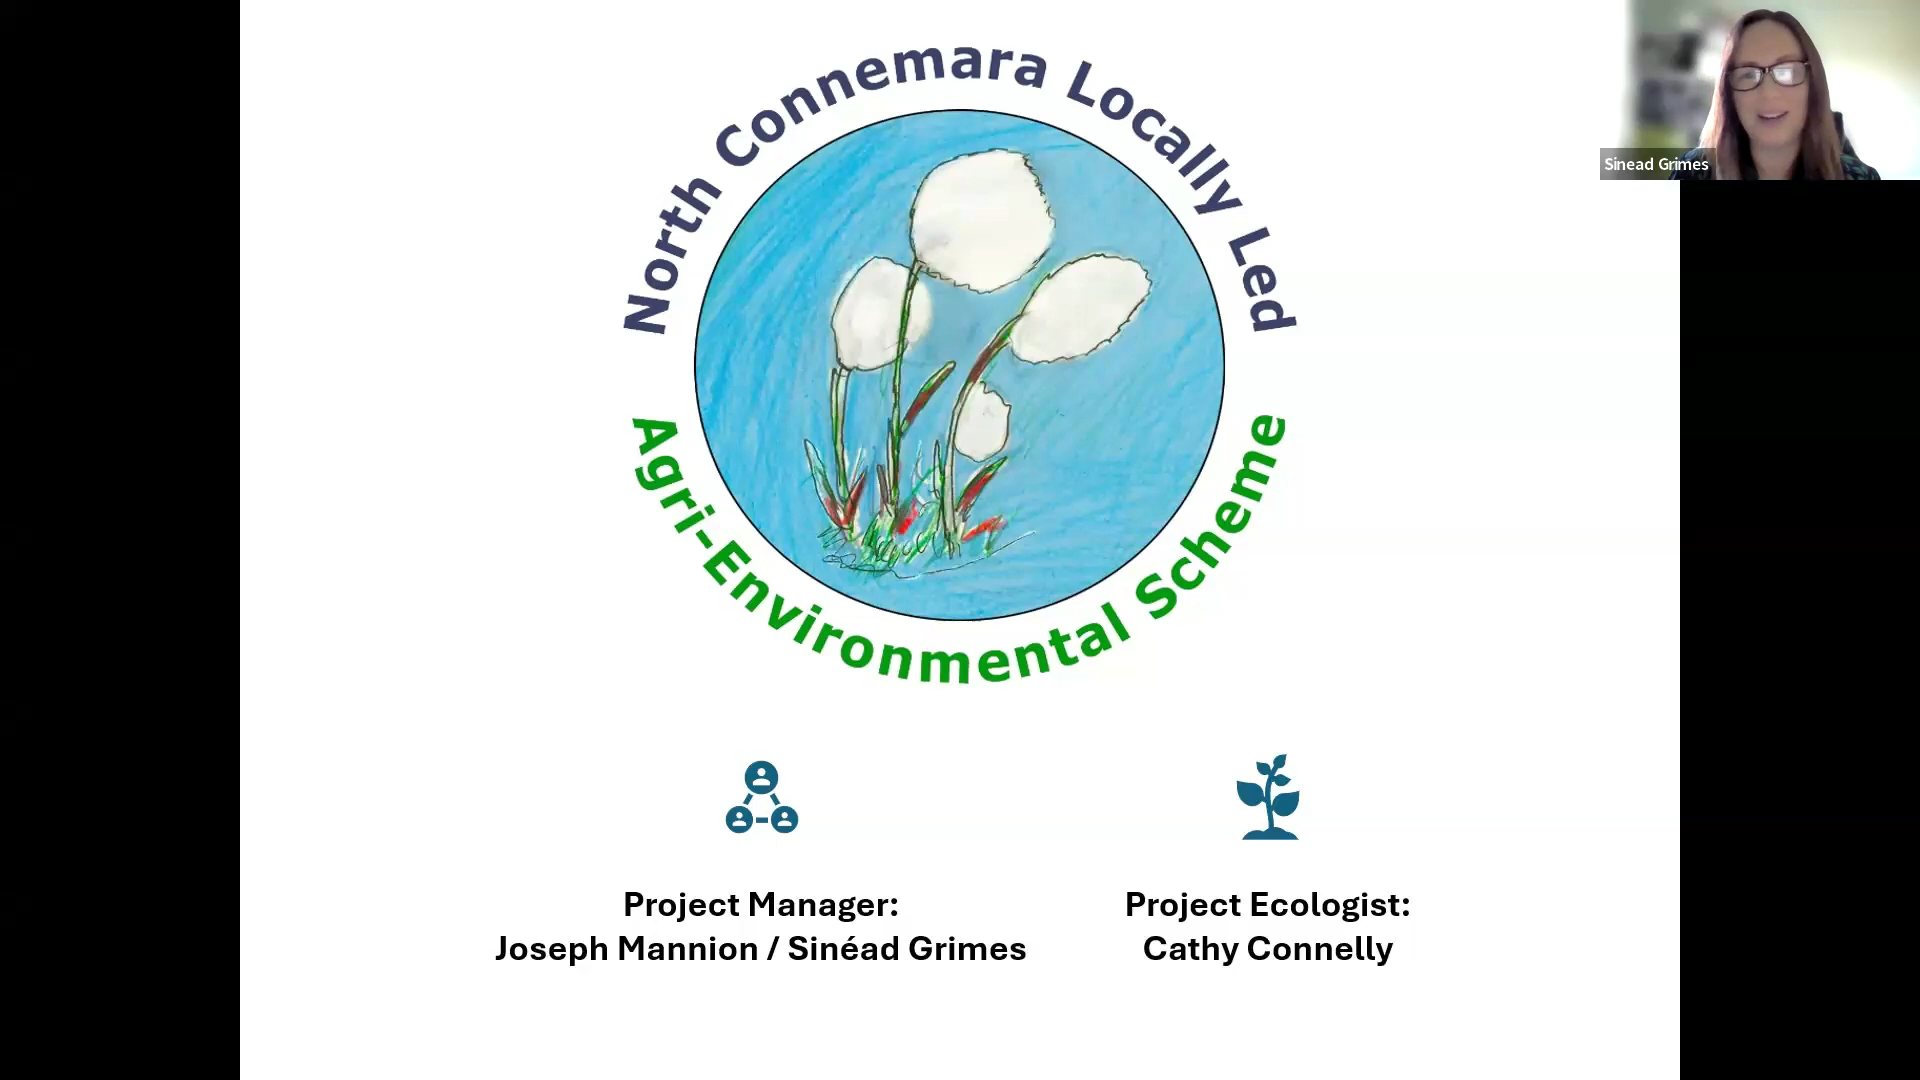 North Connemara Locally Led
Agri-Environmental Scheme
Sinead Grimes
Project Manager:
Joseph Mannion / Sinéad Grimes
Project Ecologist:
Cathy Connelly